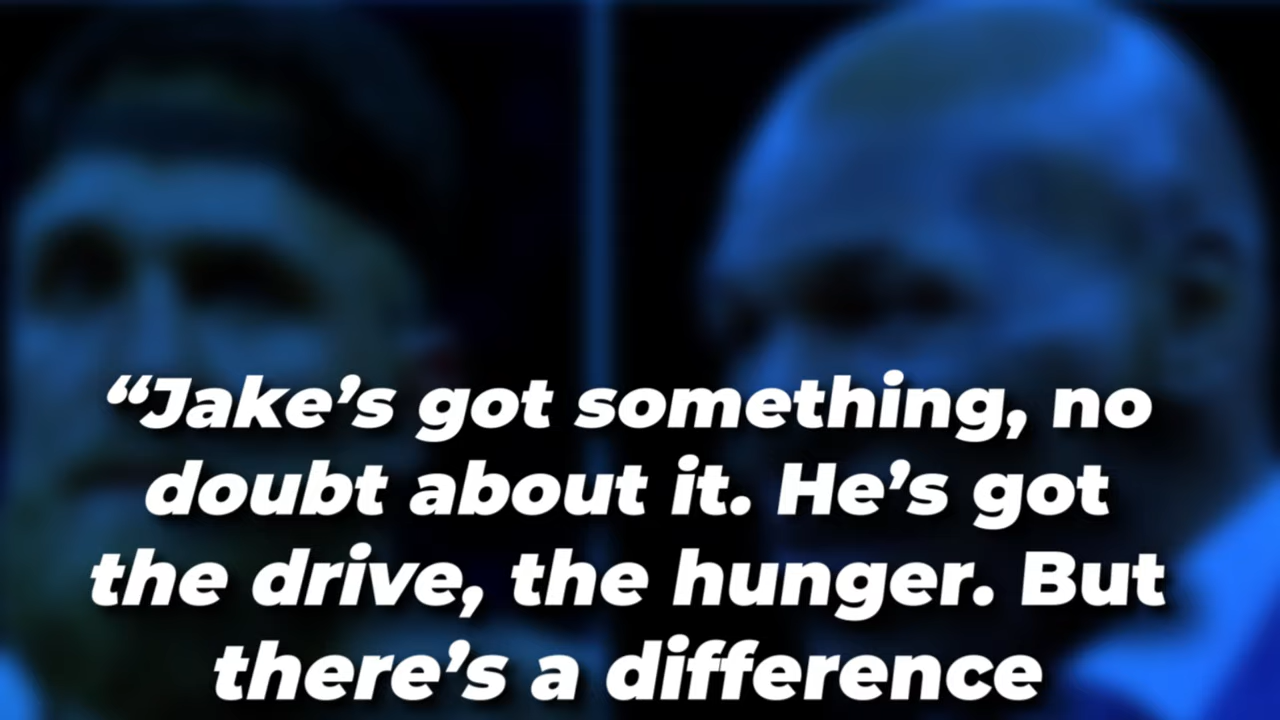 “Jake’s got something, no
doubt about it. He’s got
the drive, the hunger. But
there’s a difference